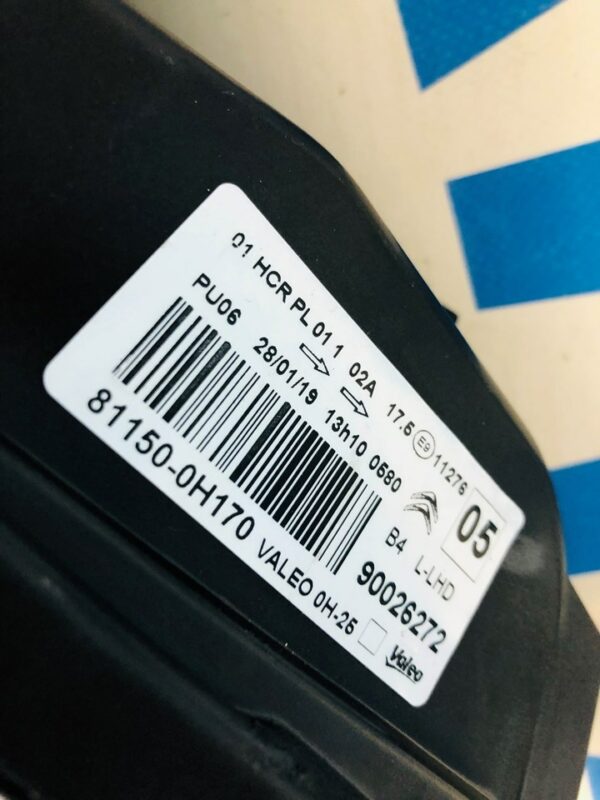 01 HCR PL 01 1 02A 17.5 E9 11276
PU06 28/01/19 13h10 0580
05
B4 L-LHD
81150-0H170
90026272
VALEO 0H-25
Valeo